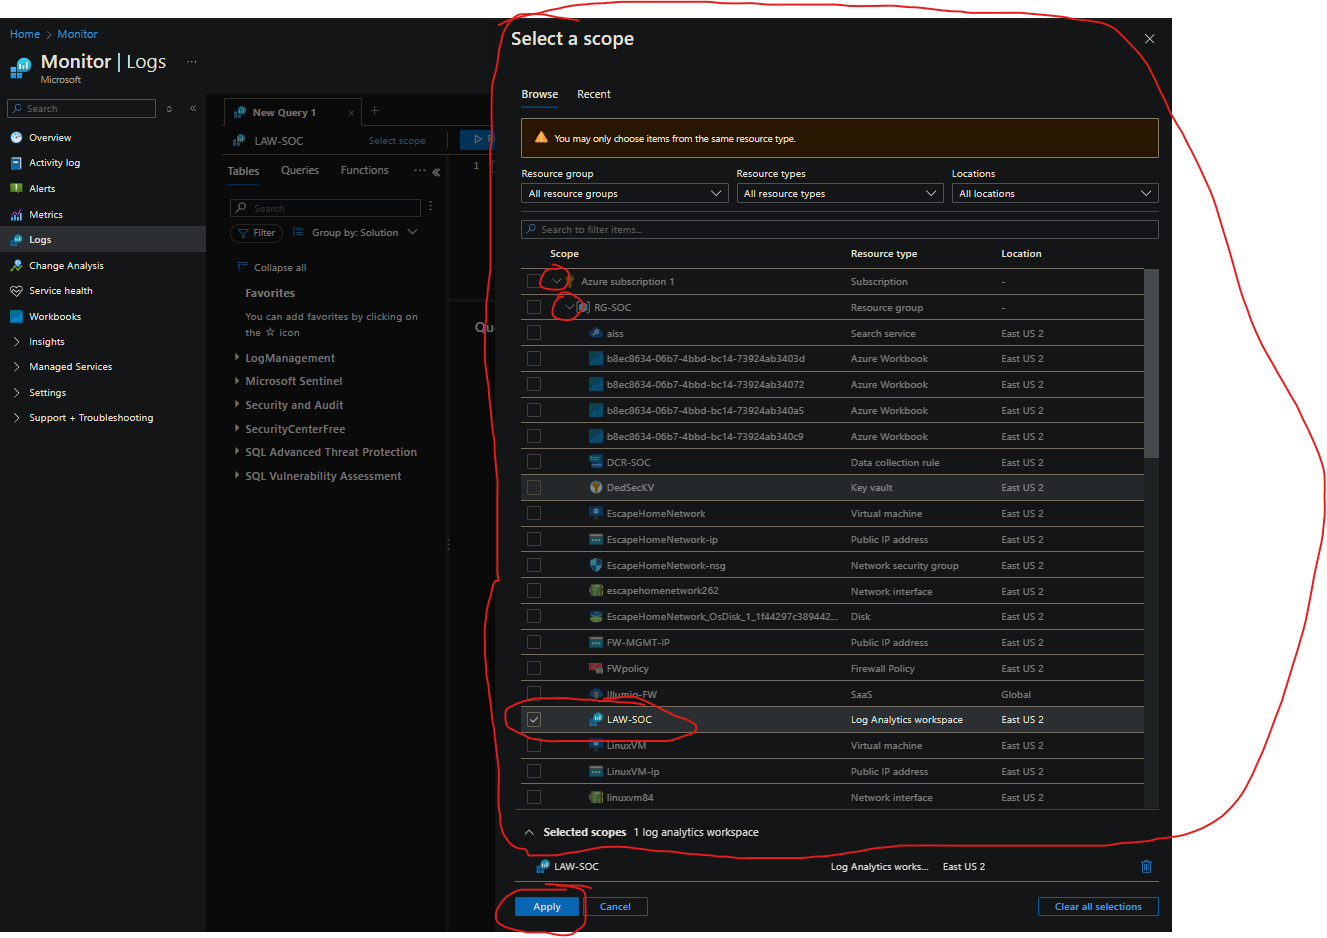 Home > Monitor
Monitor | Logs ...
Microsoft
Search
Overview
Activity log
Alerts
Metrics
Logs
Change Analysis
Service health
Workbooks
Insights
Managed Services
Settings
Support + Troubleshooting
New Query 1
LAW-SOC
Select scope
Tables Queries Functions ...
1
Search
Filter
Group by: Solution
Collapse all
Favorites
You can add favorites by clicking on
the ☆ icon
LogManagement
Microsoft Sentinel
Security and Audit
SecurityCenterFree
SQL Advanced Threat Protection
SQL Vulnerability Assessment
Select a scope
Browse Recent
You may only choose items from the same resource type.
Resource group Resource types Locations
All resource groups All resource types All locations
Search to filter items...
Scope Resource type Location
Azure subscription 1 Subscription -
RG-SOC Resource group -
aiss Search service East US 2
b8ec8634-06b7-4bbd-bc14-73924ab3403d Azure Workbook East US 2
b8ec8634-06b7-4bbd-bc14-73924ab34072 Azure Workbook East US 2
b8ec8634-06b7-4bbd-bc14-73924ab340a5 Azure Workbook East US 2
b8ec8634-06b7-4bbd-bc14-73924ab340c9 Azure Workbook East US 2
DCR-SOC Data collection rule East US 2
DedSecKV Key vault East US 2
EscapeHomeNetwork Virtual machine East US 2
EscapeHomeNetwork-ip Public IP address East US 2
EscapeHomeNetwork-nsg Network security group East US 2
escapehomenetwork262 Network interface East US 2
EscapeHomeNetwork_OsDisk_1_1f44297c389442... Disk East US 2
FW-MGMT-IP Public IP address East US 2
FWpolicy Firewall Policy East US 2
Illumio-FW SaaS Global
LAW-SOC Log Analytics workspace East US 2
LinuxVM Virtual machine East US 2
LinuxVM-ip Public IP address East US 2
linuxvm84 Network interface East US 2
Selected scopes 1 log analytics workspace
LAW-SOC Log Analytics works... East US 2
Apply Cancel Clear all selections